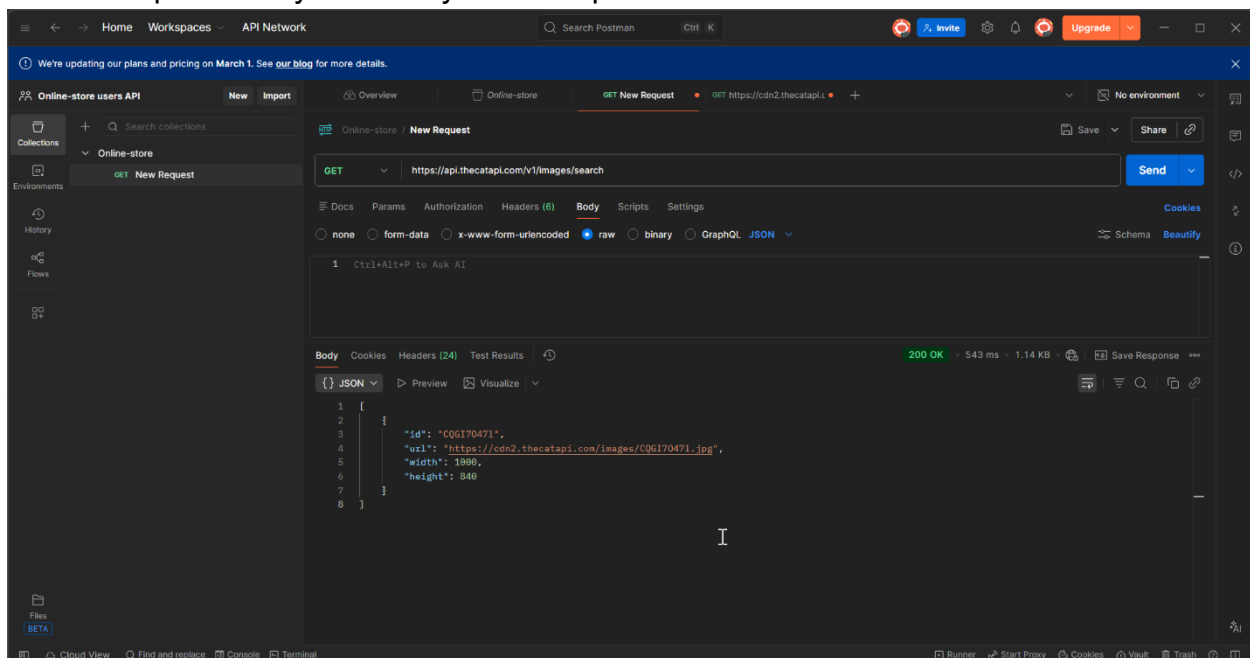 Home Workspaces API Network Search Postman Ctrl K Invite Upgrade
We're updating our plans and pricing on March 1. See our blog for more details.
Online-store users API New Import Overview Online-store GET New Request GET https://cdn2.thecatapi.c No environment
Collections
Search collections
Online-store
GET New Request
Environments
History
Flows
Files
BETA
HTTP Online-store / New Request Save Share
GET https://api.thecatapi.com/v1/images/search Send
Docs Params Authorization Headers (6) Body Scripts Settings Cookies
none form-data x-www-form-urlencoded raw binary GraphQL JSON Schema Beautify
1 Ctrl+Alt+P to Ask AI
Body Cookies Headers (24) Test Results 200 OK 543 ms 1.14 KB Save Response
{} JSON Preview Visualize
1 [
2 {
3 "id": "CQGI7O47l",
4 "url": "https://cdn2.thecatapi.com/images/CQGI7O47l.jpg",
5 "width": 1000,
6 "height": 840
7 }
8 ]
AI
Cloud View Find and replace Console Terminal Runner Start Proxy Cookies Vault Trash